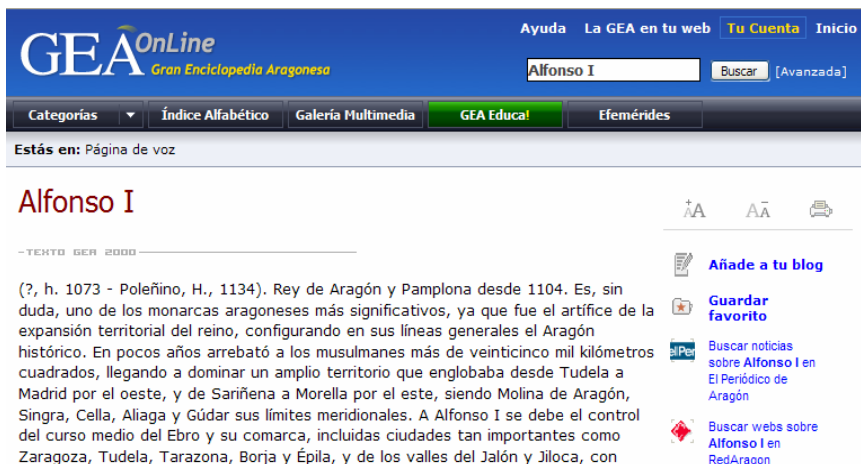 GEA OnLine
Gran Enciclopedia Aragonesa
Ayuda La GEA en tu web Tu Cuenta Inicio
Alfonso I Buscar [Avanzada]
Categorías Índice Alfabético Galería Multimedia GEA Educa! Efemérides
Estás en: Página de voz
Alfonso I
AA AA
-TEXTO GEA 2000
(?, h. 1073 - Poleñino, H., 1134). Rey de Aragón y Pamplona desde 1104. Es, sin
duda, uno de los monarcas aragoneses más significativos, ya que fue el artífice de la
expansión territorial del reino, configurando en sus líneas generales el Aragón
histórico. En pocos años arrebató a los musulmanes más de veinticinco mil kilómetros
cuadrados, llegando a dominar un amplio territorio que englobaba desde Tudela a
Madrid por el oeste, y de Sariñena a Morella por el este, siendo Molina de Aragón,
Singra, Cella, Aliaga y Gúdar sus límites meridionales. A Alfonso I se debe el control
del curso medio del Ebro y su comarca, incluidas ciudades tan importantes como
Zaragoza, Tudela, Tarazona, Borja y Épila, y de los valles del Jalón y Jiloca, con
Añade a tu blog
Guardar
favorito
elPer
Buscar noticias
sobre Alfonso I en
El Periódico de
Aragón
Buscar webs sobre
Alfonso I en
RedAragon